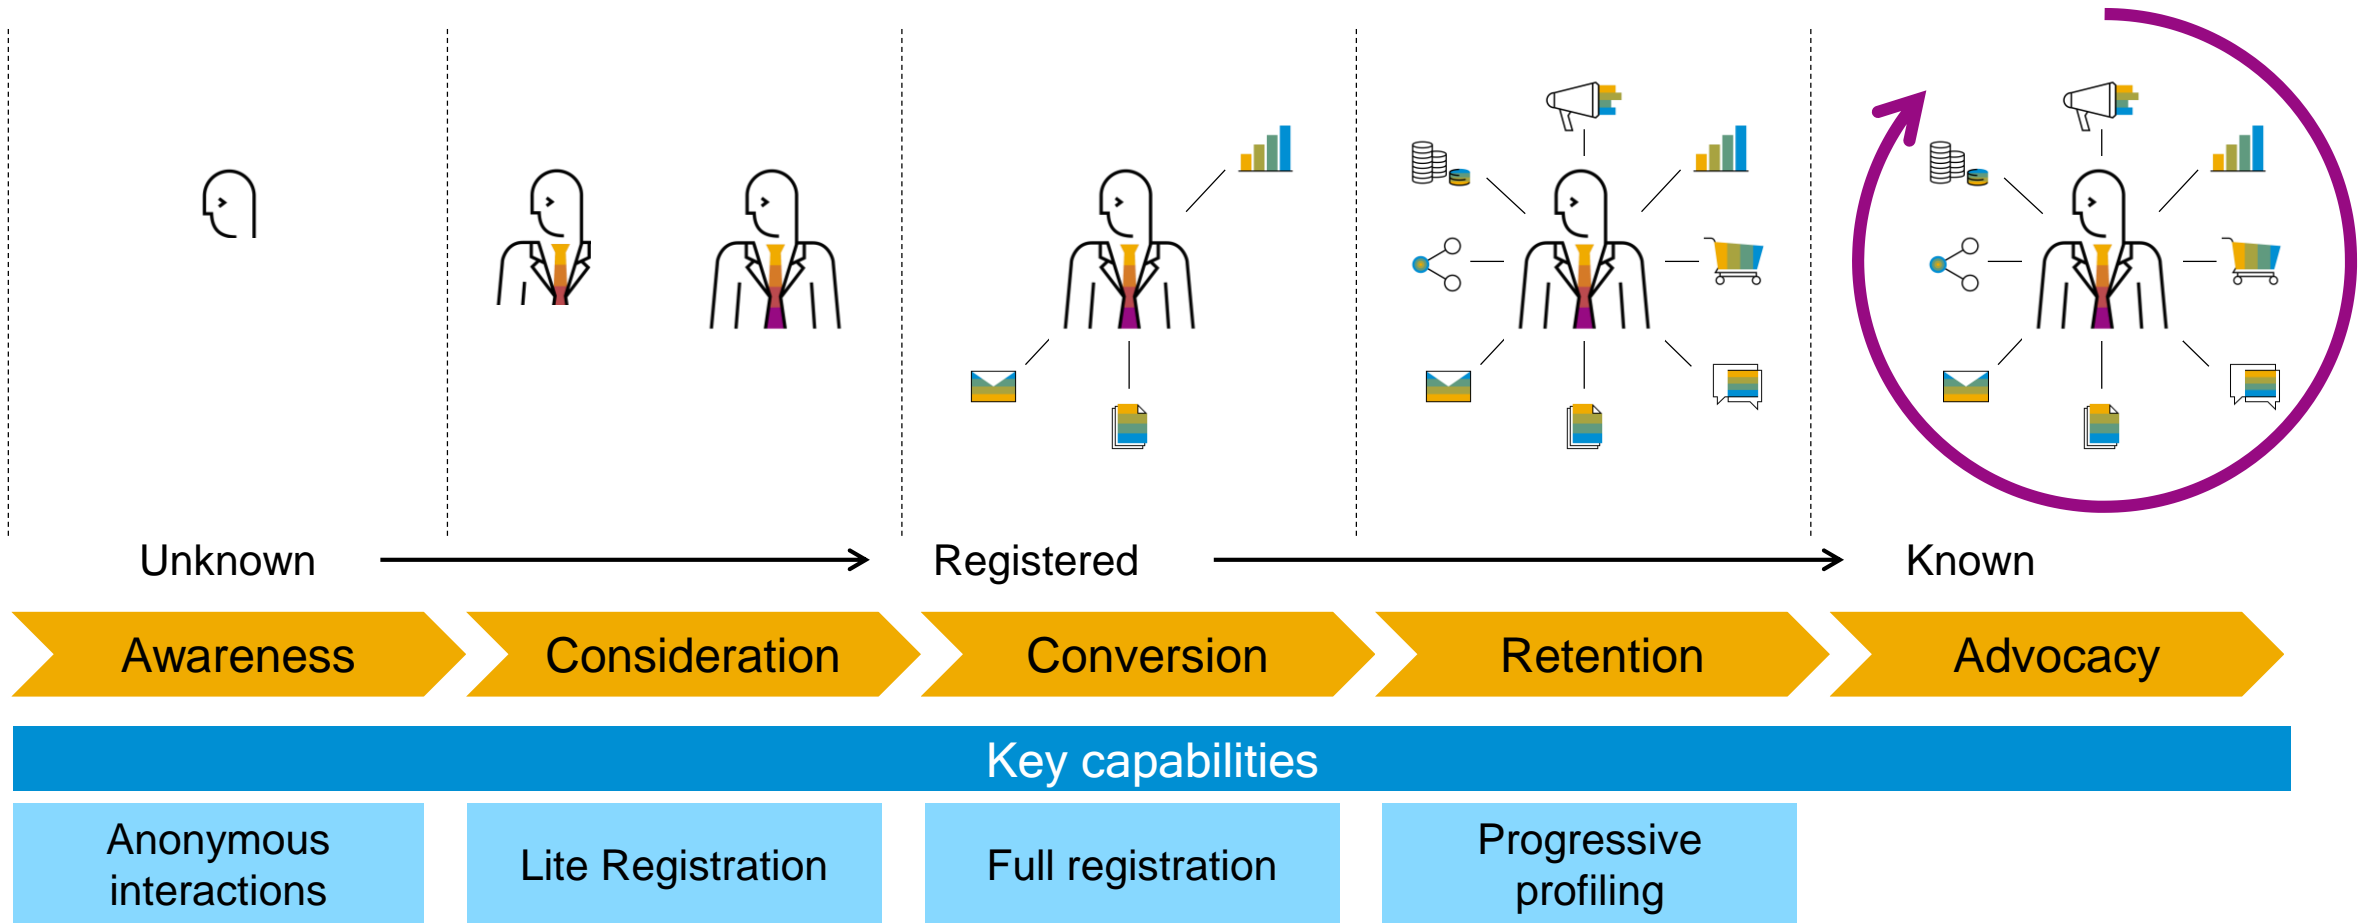 Unknown
Registered
Known
Awareness
Consideration
Conversion
Retention
Advocacy
Key capabilities
Anonymous
interactions
Lite Registration
Full registration
Progressive
profiling